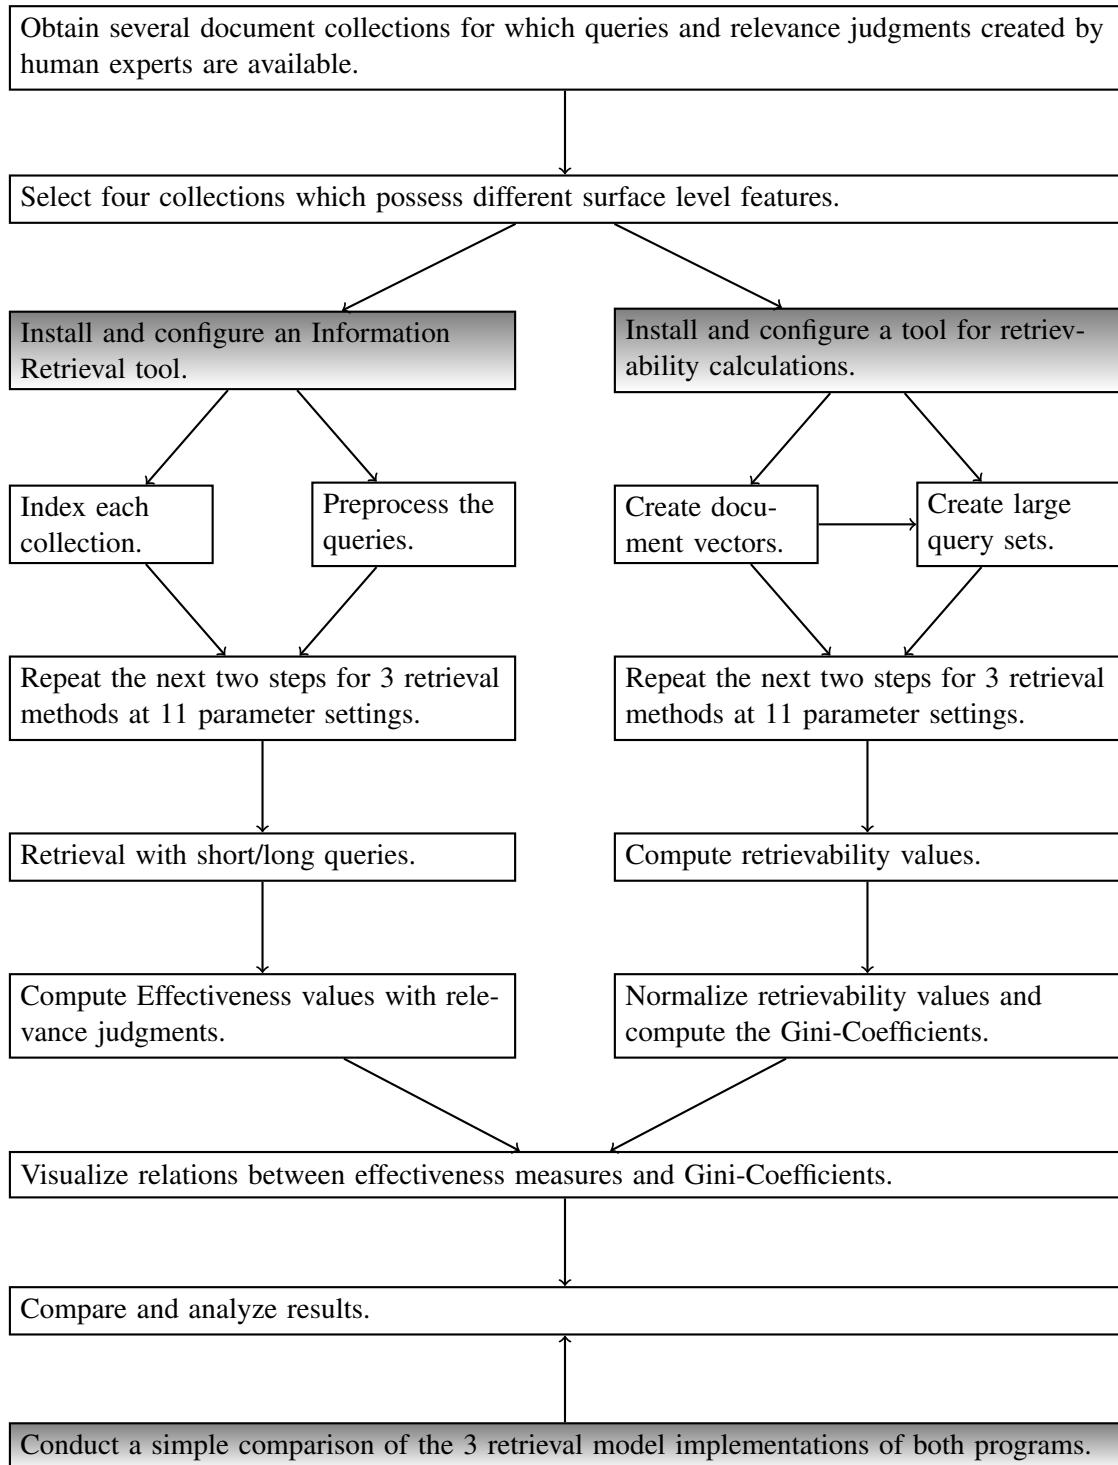 Obtain several document collections for which queries and relevance judgments created by
human experts are available.
Select four collections which possess different surface level features.
Install and configure an Information
Retrieval tool.
Install and configure a tool for retriev-
ability calculations.
Index each
collection.
Preprocess the
queries.
Create docu-
ment vectors.
Create large
query sets.
Repeat the next two steps for 3 retrieval
methods at 11 parameter settings.
Repeat the next two steps for 3 retrieval
methods at 11 parameter settings.
Retrieval with short/long queries.
Compute retrievability values.
Compute Effectiveness values with rele-
vance judgments.
Normalize retrievability values and
compute the Gini-Coefficients.
Visualize relations between effectiveness measures and Gini-Coefficients.
Compare and analyze results.
Conduct a simple comparison of the 3 retrieval model implementations of both programs.